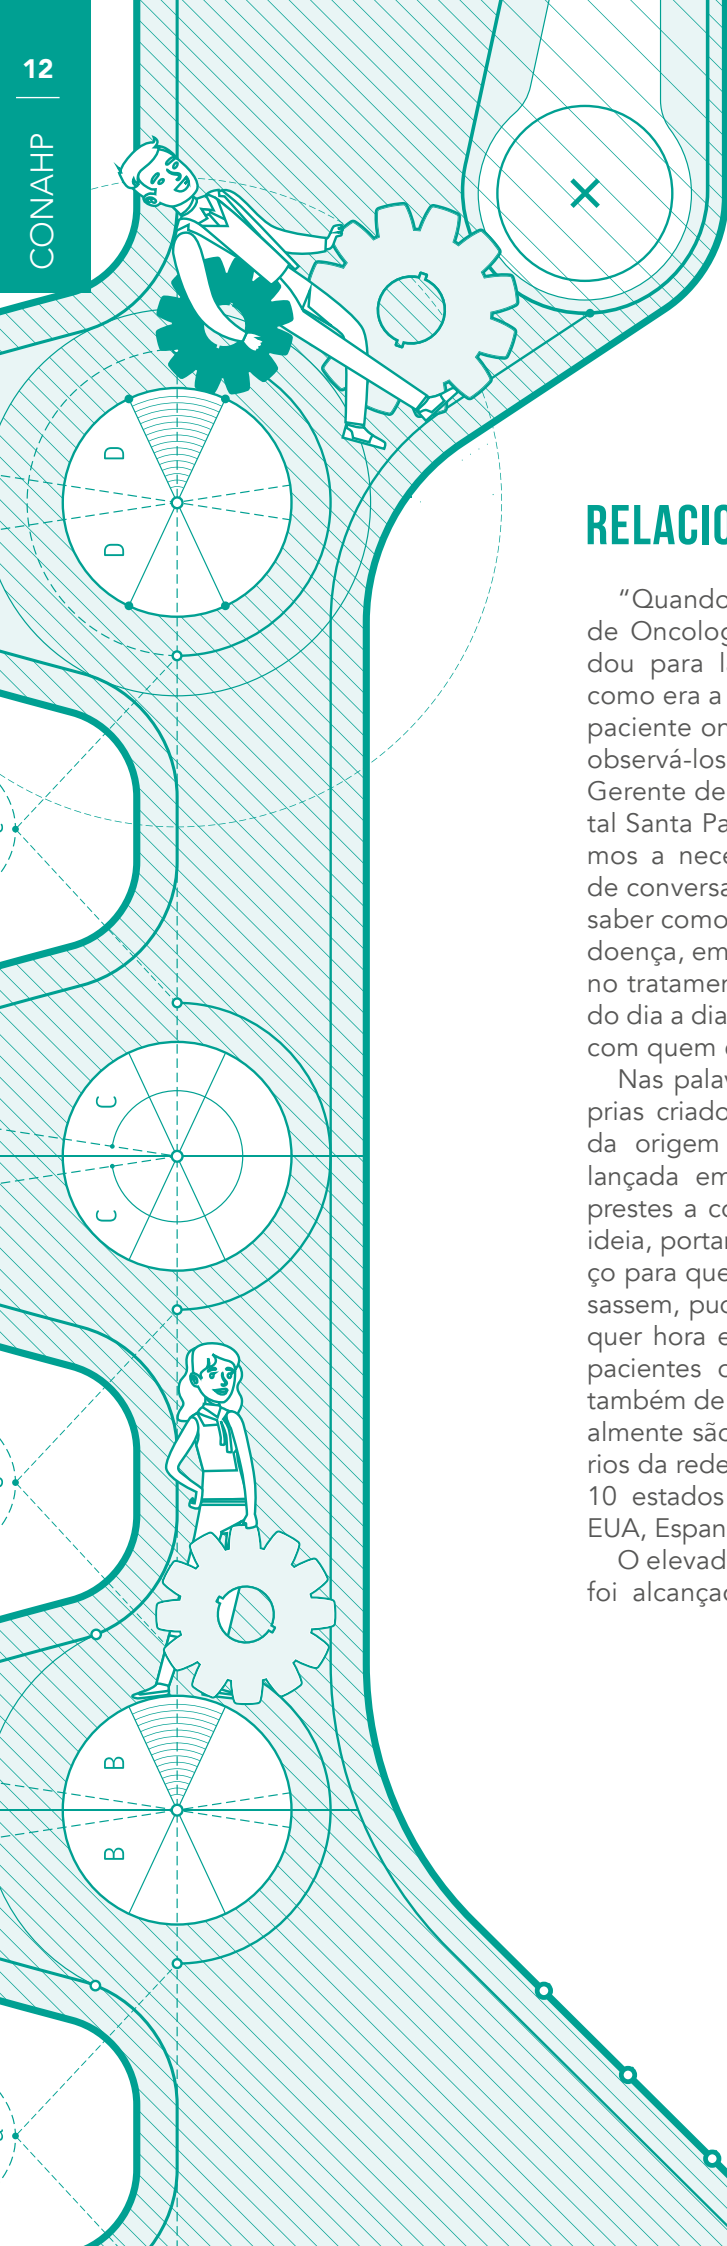 12
CONAHP
D
D
RELACIO
“Quando
de Oncolog
dou para l
como era a
paciente on
observá-los
Gerente de
tal Santa Pa
mos a nece
de conversa
saber como
doença, em
no tratamen
do dia a dia
com quem
Nas palav
prias criado
da origem
lançada em
prestes a co
ideia, portan
ço para que
sassem, pud
quer hora e
pacientes o
também de
almente são
rios da rede
10 estados
EUA, Espan
O elevad
foi alcançad
C
C
B
B